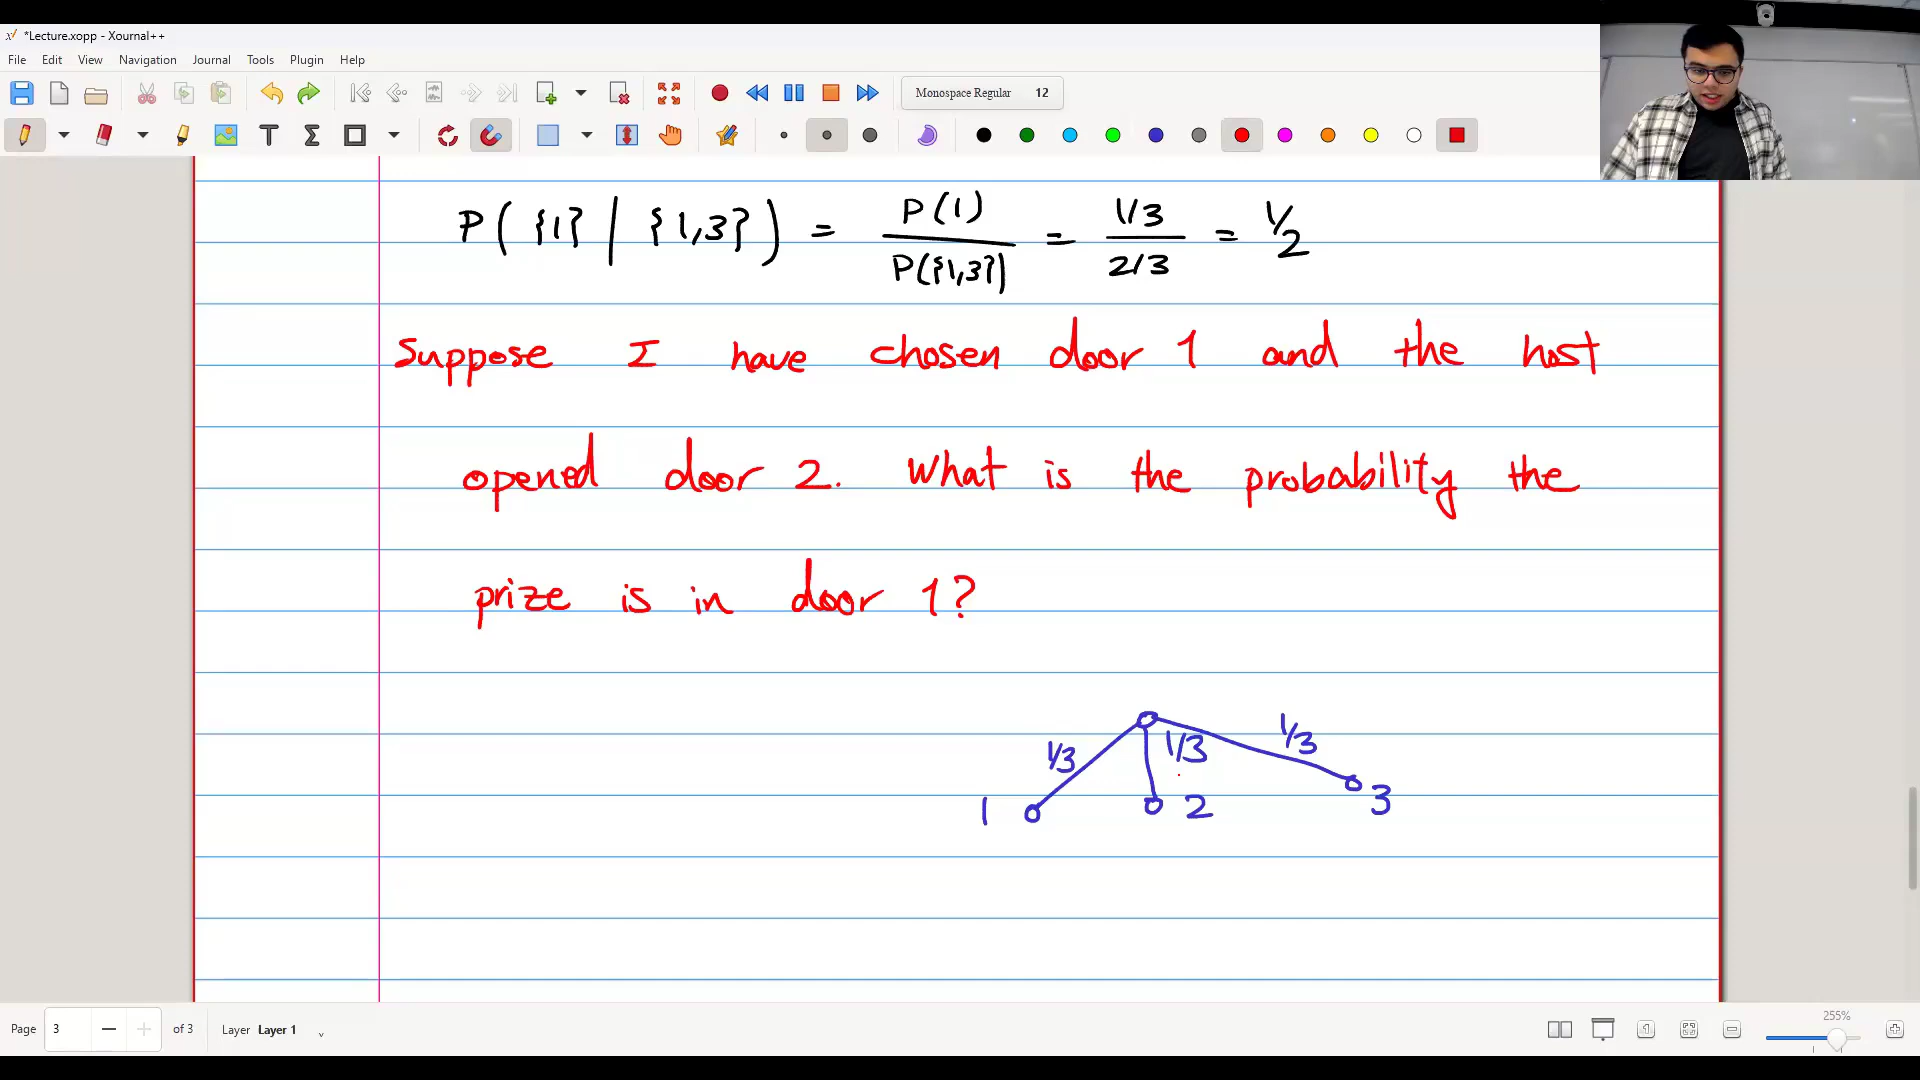 *Lecture.xopp - Xournal++
File Edit View Navigation Journal Tools Plugin Help
Monospace Regular 12
P( {1} | {1,3} ) = P(1) / P({1,3}) = 1/3 / 2/3 = 1/2
Suppose I have chosen door 1 and the host
opened door 2. What is the probability the
prize is in door 1?
1/3 1/3 1/3
1 2 3
Page 3 of 3 Layer Layer 1 255%